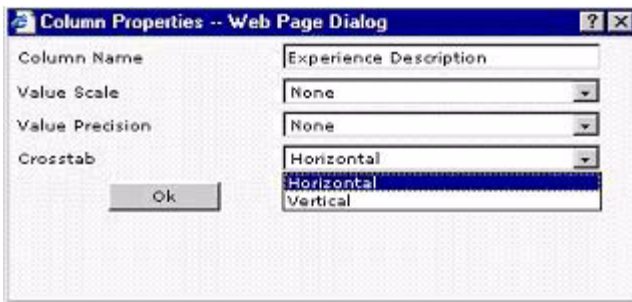 Column Properties -- Web Page Dialog ? ×
Column Name Experience Description
Value Scale None
Value Precision None
Crosstab Horizontal
Horizontal
Ok
Vertical